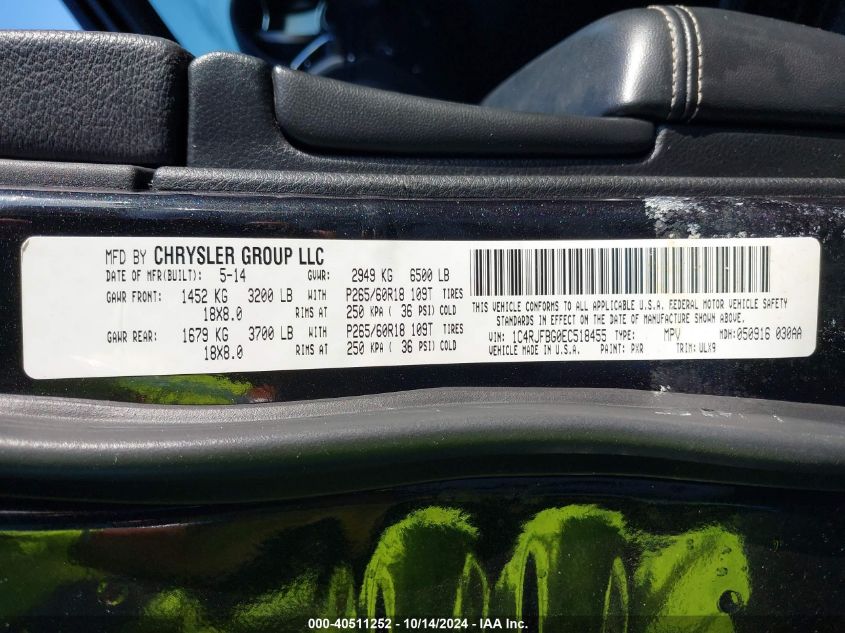 MFD BY CHRYSLER GROUP LLC
DATE OF MFR(BUILT): 5-14 GVWR: 2949 KG 6500 LB
GAWR FRONT: 1452 KG 3200 LB WITH P265/60R18 109T TIRES
18X8.0 RIMS AT 250 KPA ( 36 PSI) COLD
GAWR REAR: 1679 KG 3700 LB WITH P265/60R18 109T TIRES
18X8.0 RIMS AT 250 KPA ( 36 PSI) COLD
THIS VEHICLE CONFORMS TO ALL APPLICABLE U.S.A. FEDERAL MOTOR VEHICLE SAFETY
STANDARDS IN EFFECT ON THE DATE OF MANUFACTURE SHOWN ABOVE.
VIN: 1C4RJFBG0EC518455 TYPE: MPV MDH: 050916 030AA
VEHICLE MADE IN U.S.A. PAINT: PXR TRIM: ULX9
000-40511252 - 10/14/2024 - IAA Inc.